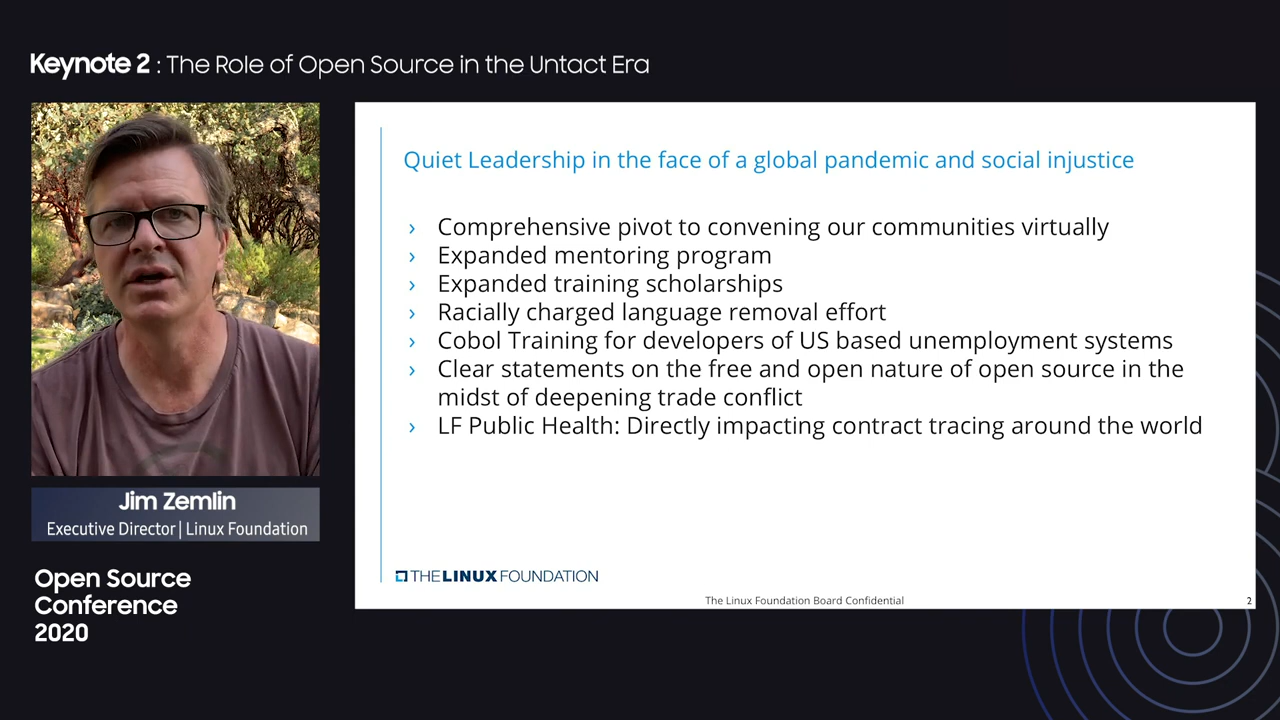 Keynote 2 : The Role of Open Source in the Untact Era
Quiet Leadership in the face of a global pandemic and social injustice
› Comprehensive pivot to convening our communities virtually
› Expanded mentoring program
› Expanded training scholarships
› Racially charged language removal effort
› Cobol Training for developers of US based unemployment systems
› Clear statements on the free and open nature of open source in the
midst of deepening trade conflict
› LF Public Health: Directly impacting contract tracing around the world
THE LINUX FOUNDATION
The Linux Foundation Board Confidential
2
Jim Zemlin
Executive Director | Linux Foundation
Open Source
Conference
2020